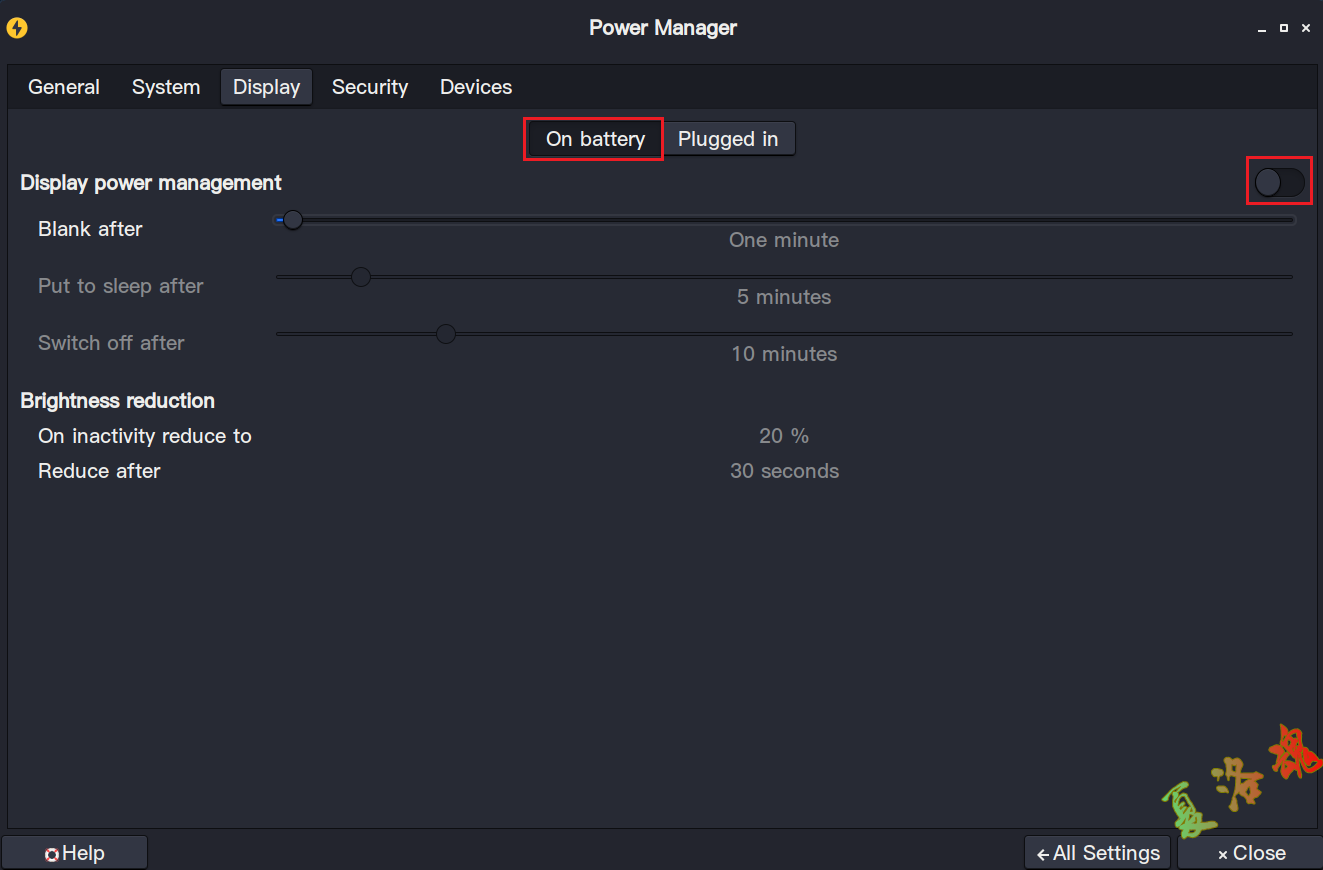 Power Manager
General System Display Security Devices
On battery Plugged in
Display power management
Blank after
One minute
Put to sleep after
5 minutes
Switch off after
10 minutes
Brightness reduction
On inactivity reduce to 20 %
Reduce after 30 seconds
夏洛
Help All Settings Close